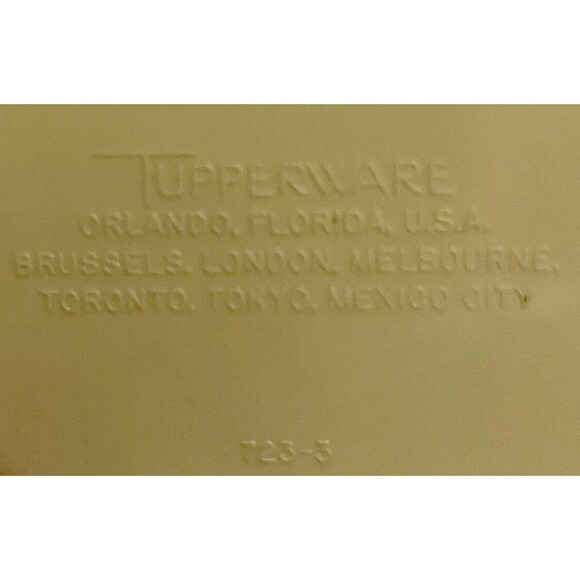 TUPPERWARE
ORLANDO, FLORIDA, U.S.A.
BRUSSELS, LONDON, MELBOURNE,
TORONTO, TOKYO, MEXICO CITY
723-3